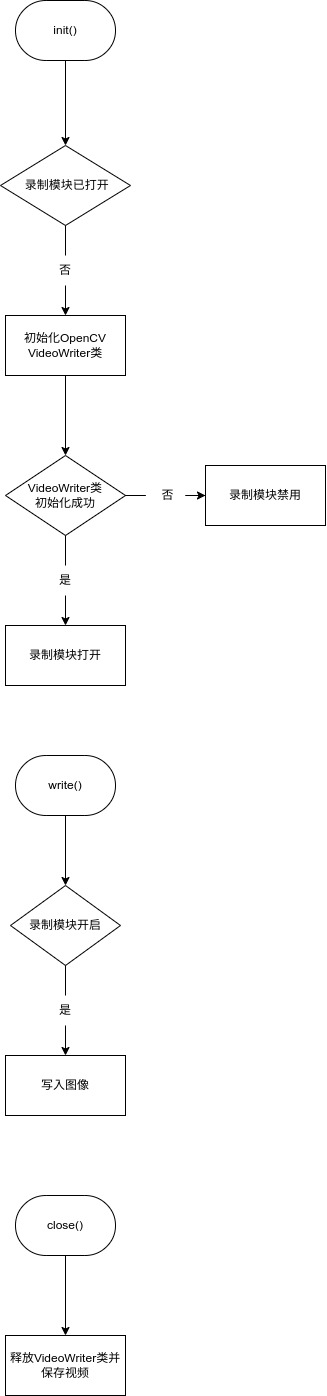 init()
录制模块已打开
否
初始化OpenCV
VideoWriter类
VideoWriter类
初始化成功
否
录制模块禁用
是
录制模块打开
write()
录制模块开启
是
写入图像
close()
释放VideoWriter类并
保存视频